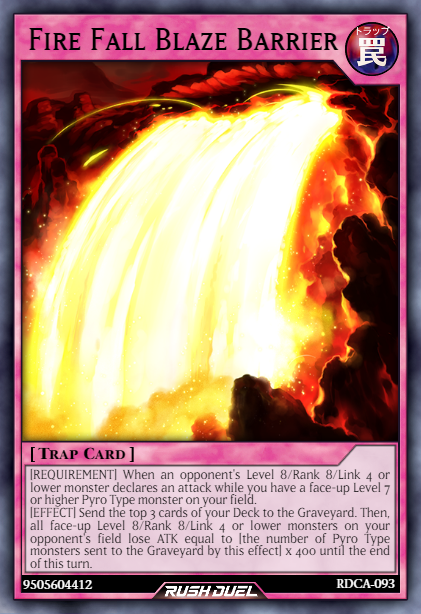 Fire Fall Blaze Barrier
トラップ
罠
[ Trap Card ]
[REQUIREMENT] When an opponent's Level 8/Rank 8/Link 4 or
lower monster declares an attack while you have a face-up Level 7
or higher Pyro Type monster on your field.
[EFFECT] Send the top 3 cards of your Deck to the Graveyard. Then,
all face-up Level 8/Rank 8/Link 4 or lower monsters on your
opponent's field lose ATK equal to [the number of Pyro Type
monsters sent to the Graveyard by this effect] x 400 until the end
of this turn.
9505604412
RUSH DUEL
RDCA-093